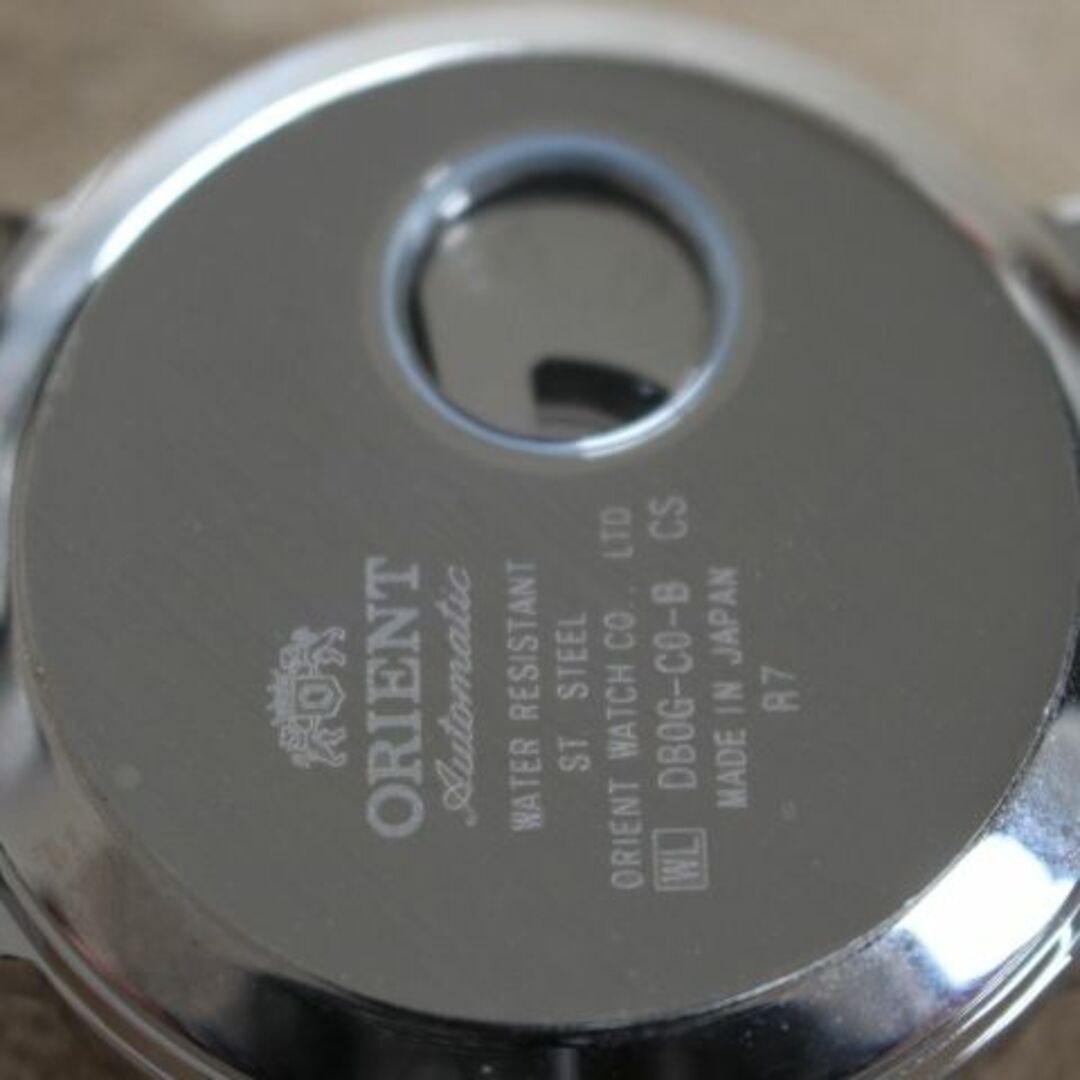 ORIENT
Automatic
WATER RESISTANT
ST. STEEL
ORIENT WATCH CO., LTD
WL DB0G-C0-B CS
MADE IN JAPAN
R7